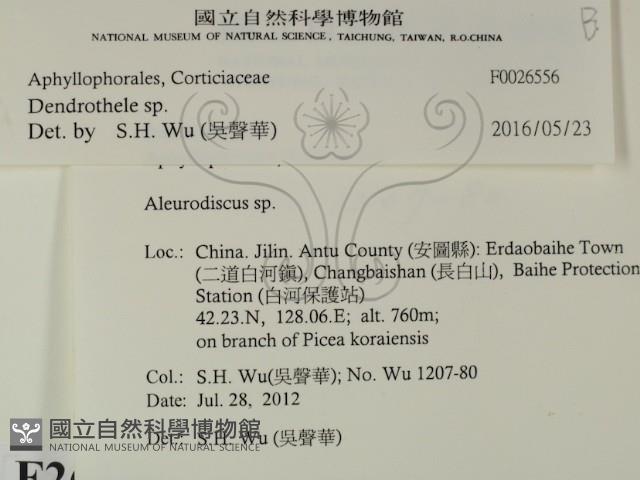 國立自然科學博物館
NATIONAL MUSEUM OF NATURAL SCIENCE, TAICHUNG, TAIWAN, R.O.CHINA
B
Aphyllophorales, Corticiaceae F0026556
Dendrothele sp.
Det. by S.H. Wu (吳聲華) 2016/05/23
Aleurodiscus sp.
Loc.: China. Jilin. Antu County (安圖縣): Erdaobaihe Town
(二道白河鎭), Changbaishan (長白山), Baihe Protection
Station (白河保護站)
42.23.N, 128.06.E; alt. 760m;
on branch of Picea koraiensis
Col.: S.H. Wu(吳聲華); No. Wu 1207-80
Date: Jul. 28, 2012
Det.: S.H. Wu (吳聲華)
國立自然科學博物館
NATIONAL MUSEUM OF NATURAL SCIENCE